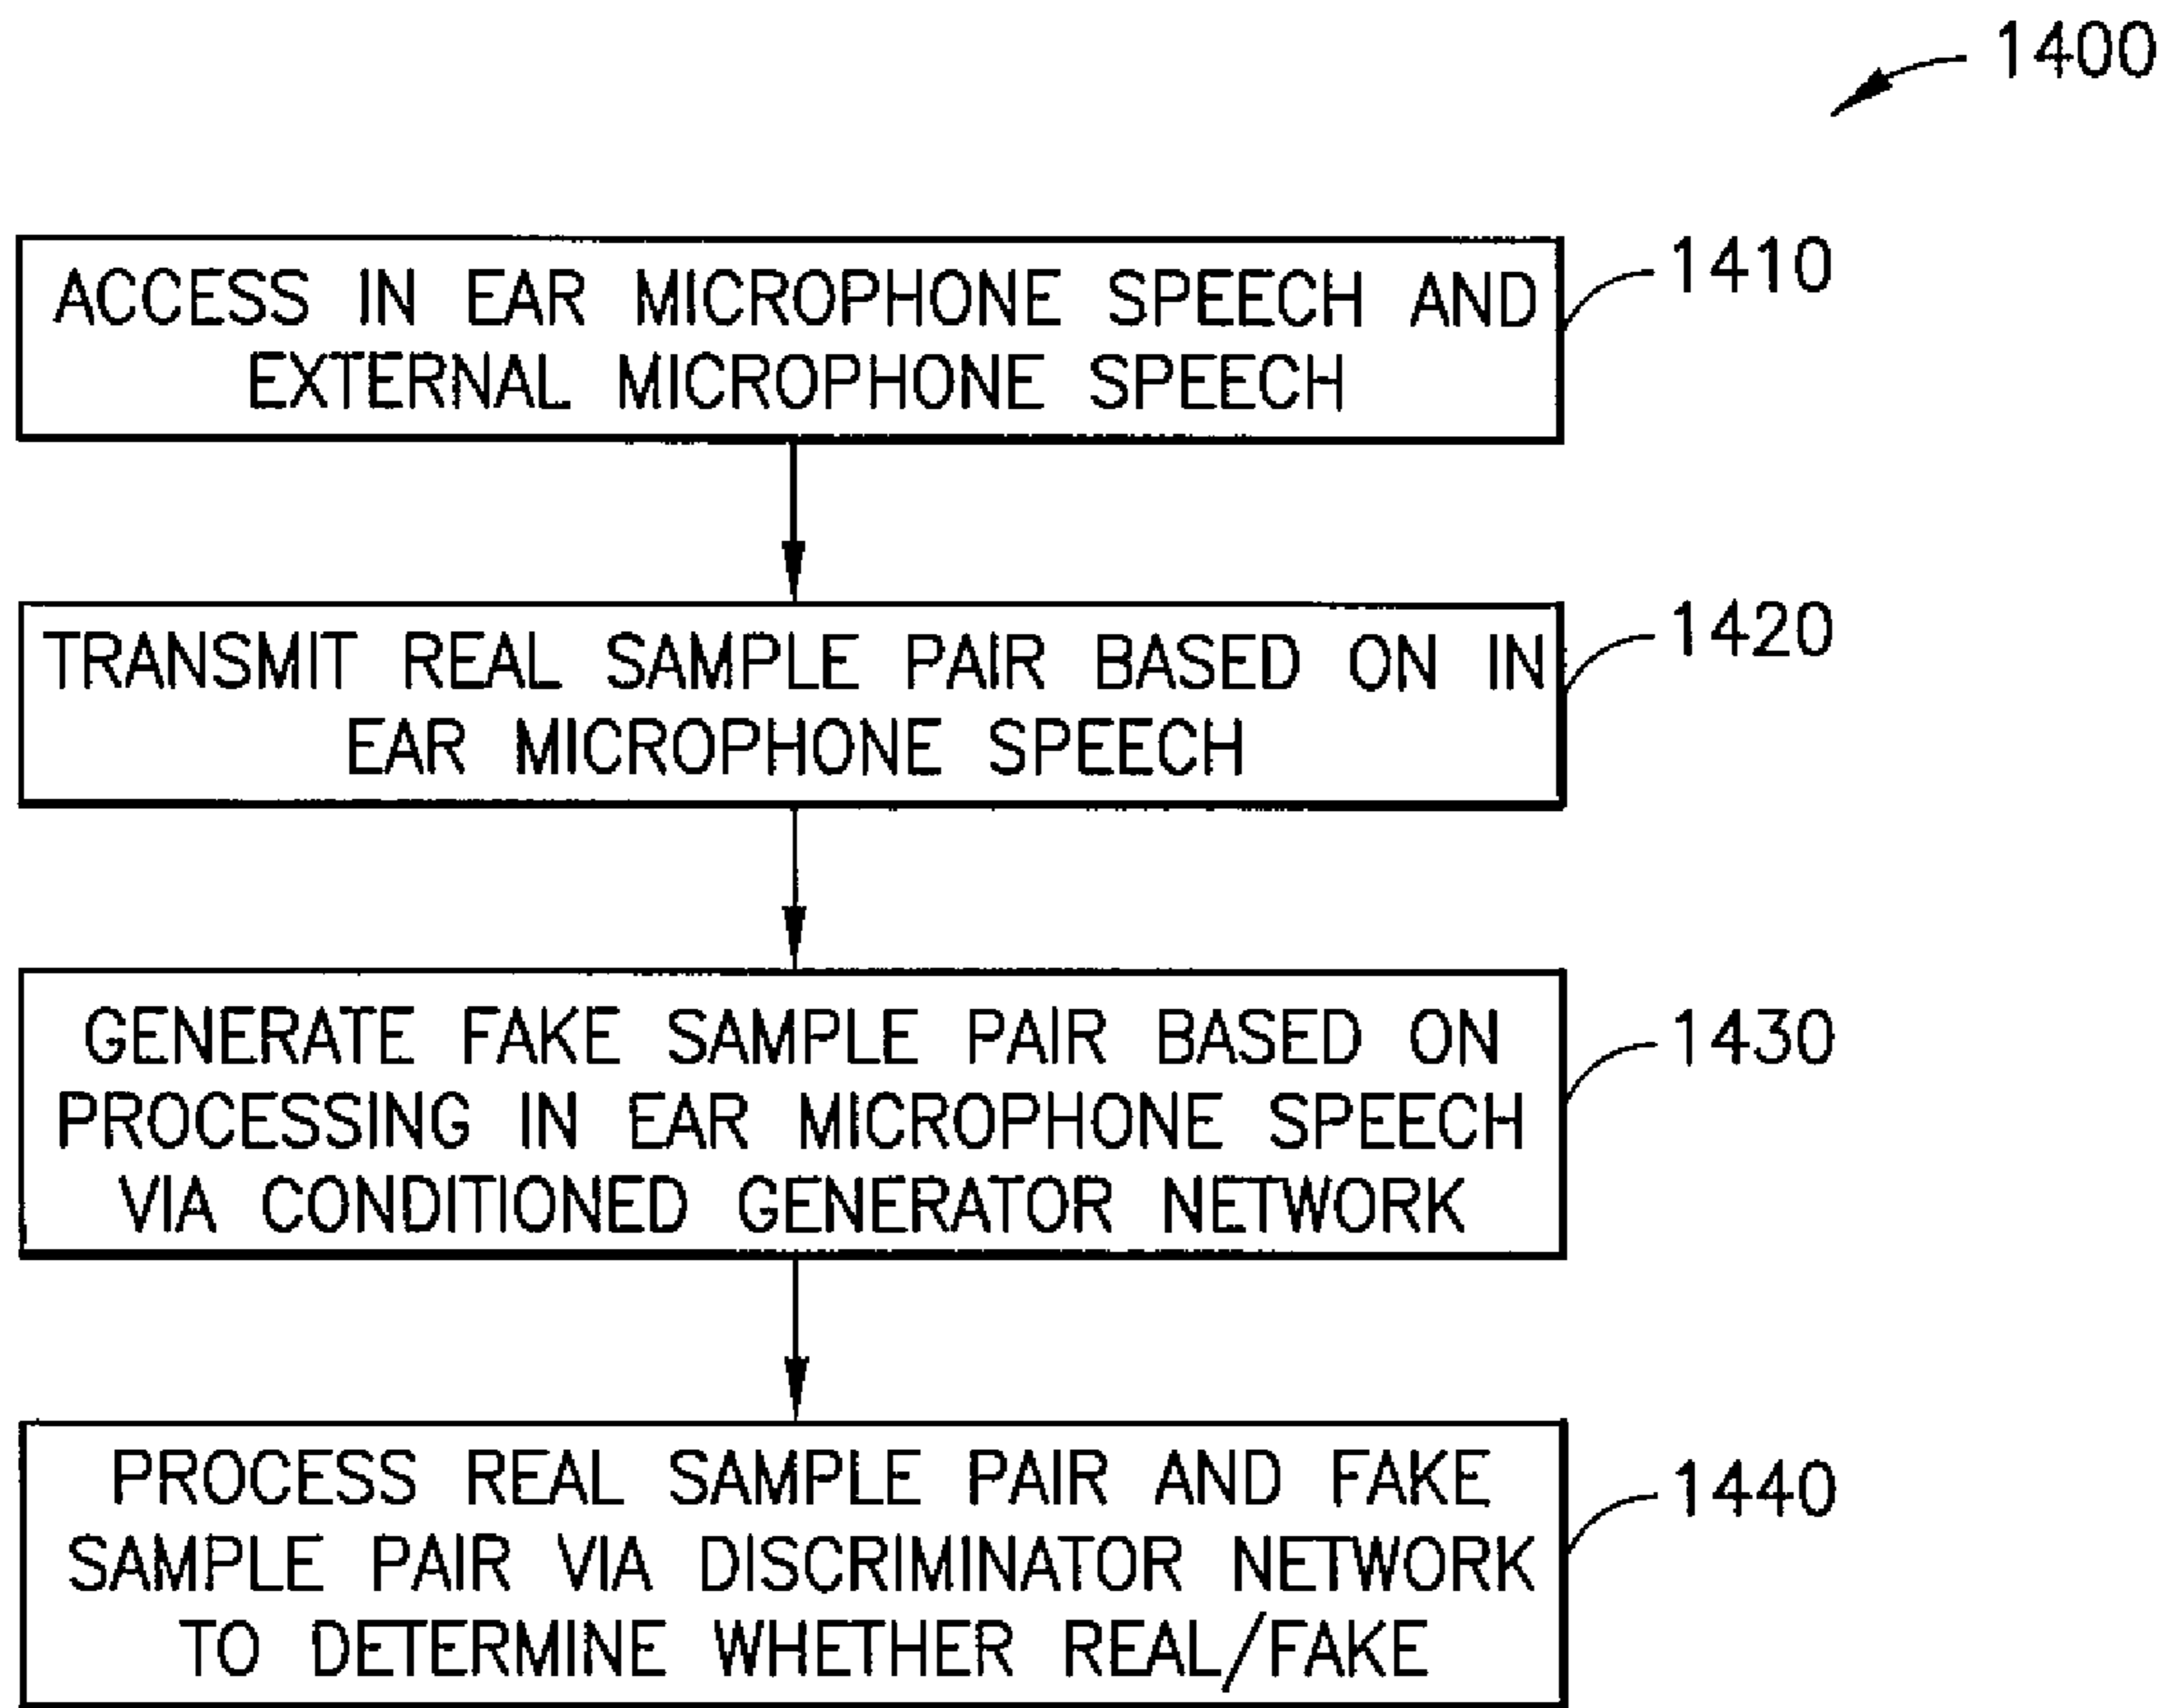 1400
ACCESS IN EAR MICROPHONE SPEECH AND
EXTERNAL MICROPHONE SPEECH
1410
TRANSMIT REAL SAMPLE PAIR BASED ON IN
EAR MICROPHONE SPEECH
1420
GENERATE FAKE SAMPLE PAIR BASED ON
PROCESSING IN EAR MICROPHONE SPEECH
VIA CONDITIONED GENERATOR NETWORK
1430
PROCESS REAL SAMPLE PAIR AND FAKE
SAMPLE PAIR VIA DISCRIMINATOR NETWORK
TO DETERMINE WHETHER REAL/FAKE
1440